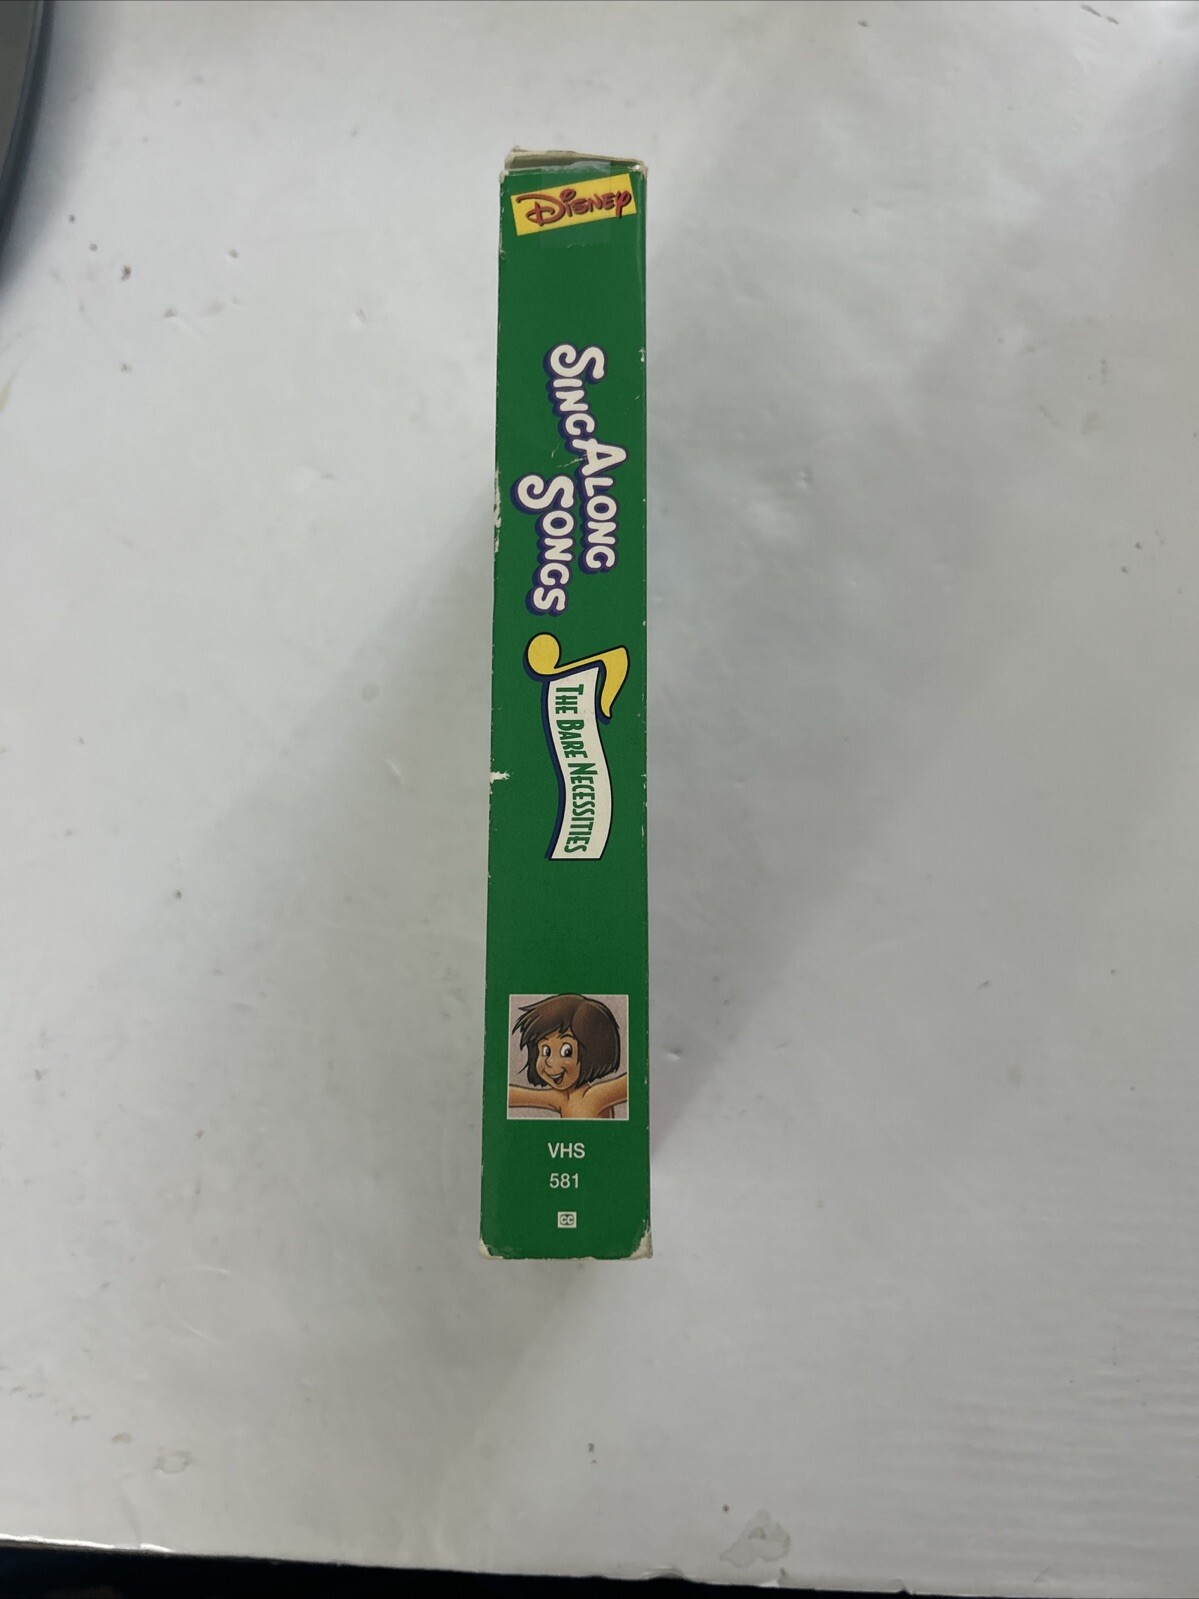 Disney
Sing Along
Songs
The Bare Necessities
VHS
581
CC